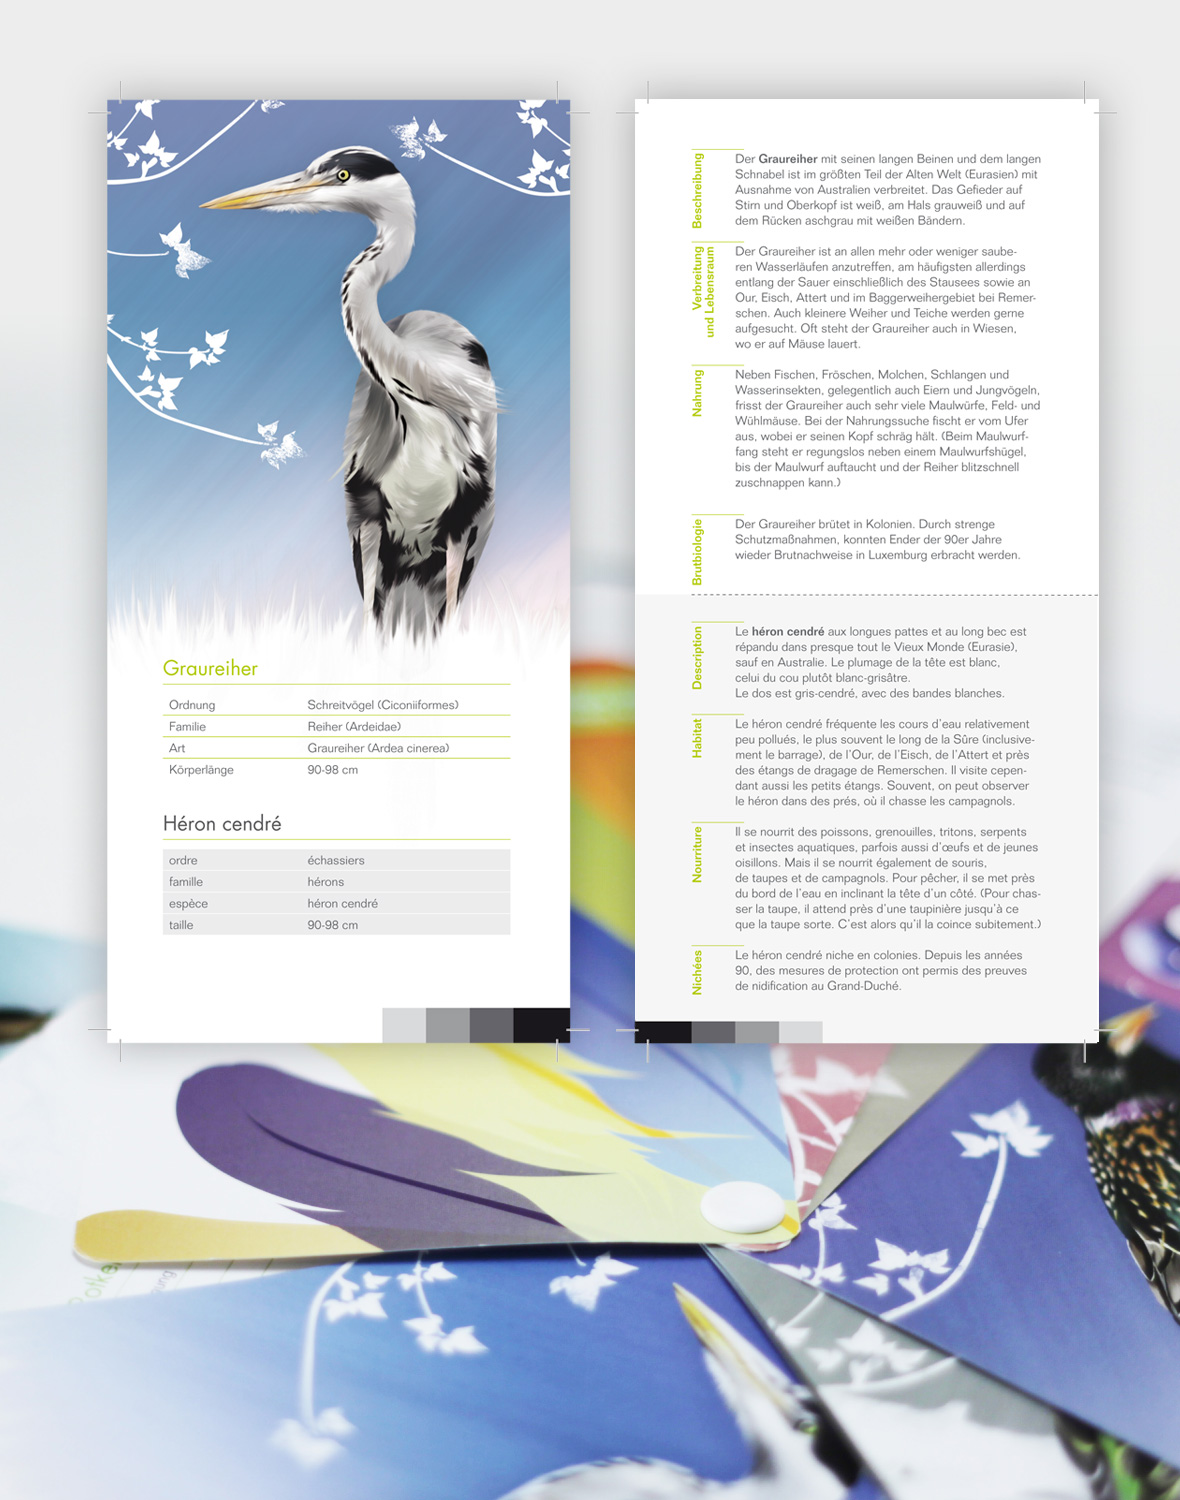 Graureiher
Ordnung Schreitvögel (Ciconiiformes)
Familie Reiher (Ardeidae)
Art Graureiher (Ardea cinerea)
Körperlänge 90-98 cm
Héron cendré
ordre échassiers
famille hérons
espèce héron cendré
taille 90-98 cm
Beschreibung
Der Graureiher mit seinen langen Beinen und dem langen
Schnabel ist im größten Teil der Alten Welt (Eurasien) mit
Ausnahme von Australien verbreitet. Das Gefieder auf
Stirn und Oberkopf ist weiß, am Hals grauweiß und auf
dem Rücken aschgrau mit weißen Bändern.
Verbreitung
und Lebensraum
Der Graureiher ist an allen mehr oder weniger saube-
ren Wasserläufen anzutreffen, am häufigsten allerdings
entlang der Sauer einschließlich des Stausees sowie an
Our, Eisch, Attert und im Baggerweihergebiet bei Remer-
schen. Auch kleinere Weiher und Teiche werden gerne
aufgesucht. Oft steht der Graureiher auch in Wiesen,
wo er auf Mäuse lauert.
Nahrung
Neben Fischen, Fröschen, Molchen, Schlangen und
Wasserinsekten, gelegentlich auch Eiern und Jungvögeln,
frisst der Graureiher auch sehr viele Maulwürfe, Feld- und
Wühlmäuse. Bei der Nahrungssuche fischt er vom Ufer
aus, wobei er seinen Kopf schräg hält. (Beim Maulwurf-
fang steht er regungslos neben einem Maulwurfshügel,
bis der Maulwurf auftaucht und der Reiher blitzschnell
zuschnappen kann.)
Brutbiologie
Der Graureiher brütet in Kolonien. Durch strenge
Schutzmaßnahmen, konnten Ender der 90er Jahre
wieder Brutnachweise in Luxemburg erbracht werden.
Description
Le héron cendré aux longues pattes et au long bec est
répandu dans presque tout le Vieux Monde (Eurasie),
sauf en Australie. Le plumage de la tête est blanc,
celui du cou plutôt blanc-grisâtre.
Le dos est gris-cendré, avec des bandes blanches.
Habitat
Le héron cendré fréquente les cours d'eau relativement
peu pollués, le plus souvent le long de la Sûre (inclusive-
ment le barrage), de l'Our, de l'Eisch, de l'Attert et près
des étangs de dragage de Remerschen. Il visite cepen-
dant aussi les petits étangs. Souvent, on peut observer
le héron dans des prés, où il chasse les campagnols.
Nourriture
Il se nourrit des poissons, grenouilles, tritons, serpents
et insectes aquatiques, parfois aussi d'œufs et de jeunes
oisillons. Mais il se nourrit également de souris,
de taupes et de campagnols. Pour pêcher, il se met près
du bord de l'eau en inclinant la tête d'un côté. (Pour chas-
ser la taupe, il attend près d'une taupinière jusqu'à ce
que la taupe sorte. C'est alors qu'il la coince subitement.)
Nichées
Le héron cendré niche en colonies. Depuis les années
90, des mesures de protection ont permis des preuves
de nidification au Grand-Duché.